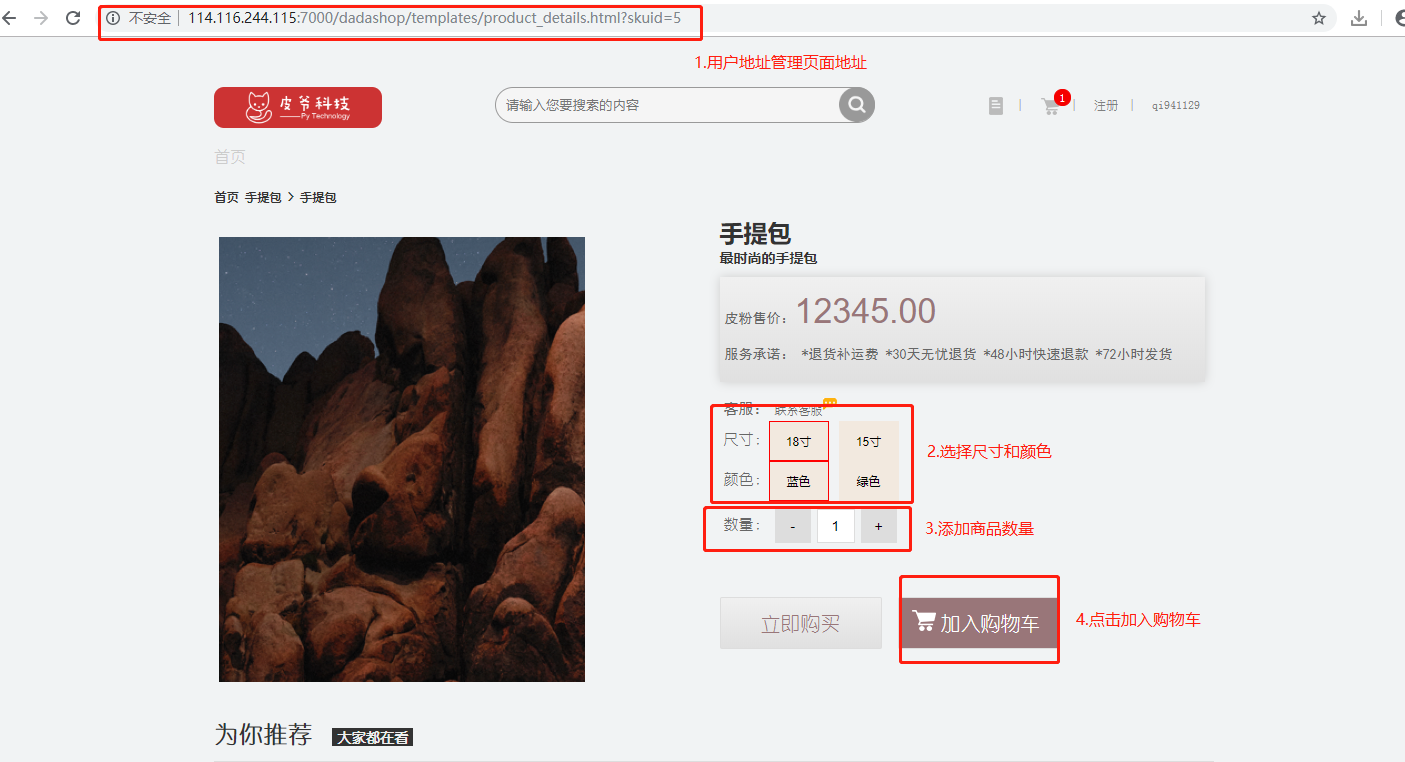 不安全 114.116.244.115:7000/dadashop/templates/product_details.html?skuid=5
1.用户地址管理页面地址
皮爷科技
——Py Technology
请输入您要搜索的内容
1
注册
qi941129
首页
首页 手提包 > 手提包
手提包
最时尚的手提包
皮粉售价: 12345.00
服务承诺: *退货补运费 *30天无忧退货 *48小时快速退款 *72小时发货
客服: 联系客服
尺寸: 18寸 15寸
2.选择尺寸和颜色
颜色: 蓝色 绿色
数量: - 1 +
3.添加商品数量
立即购买
加入购物车
4.点击加入购物车
为你推荐 大家都在看